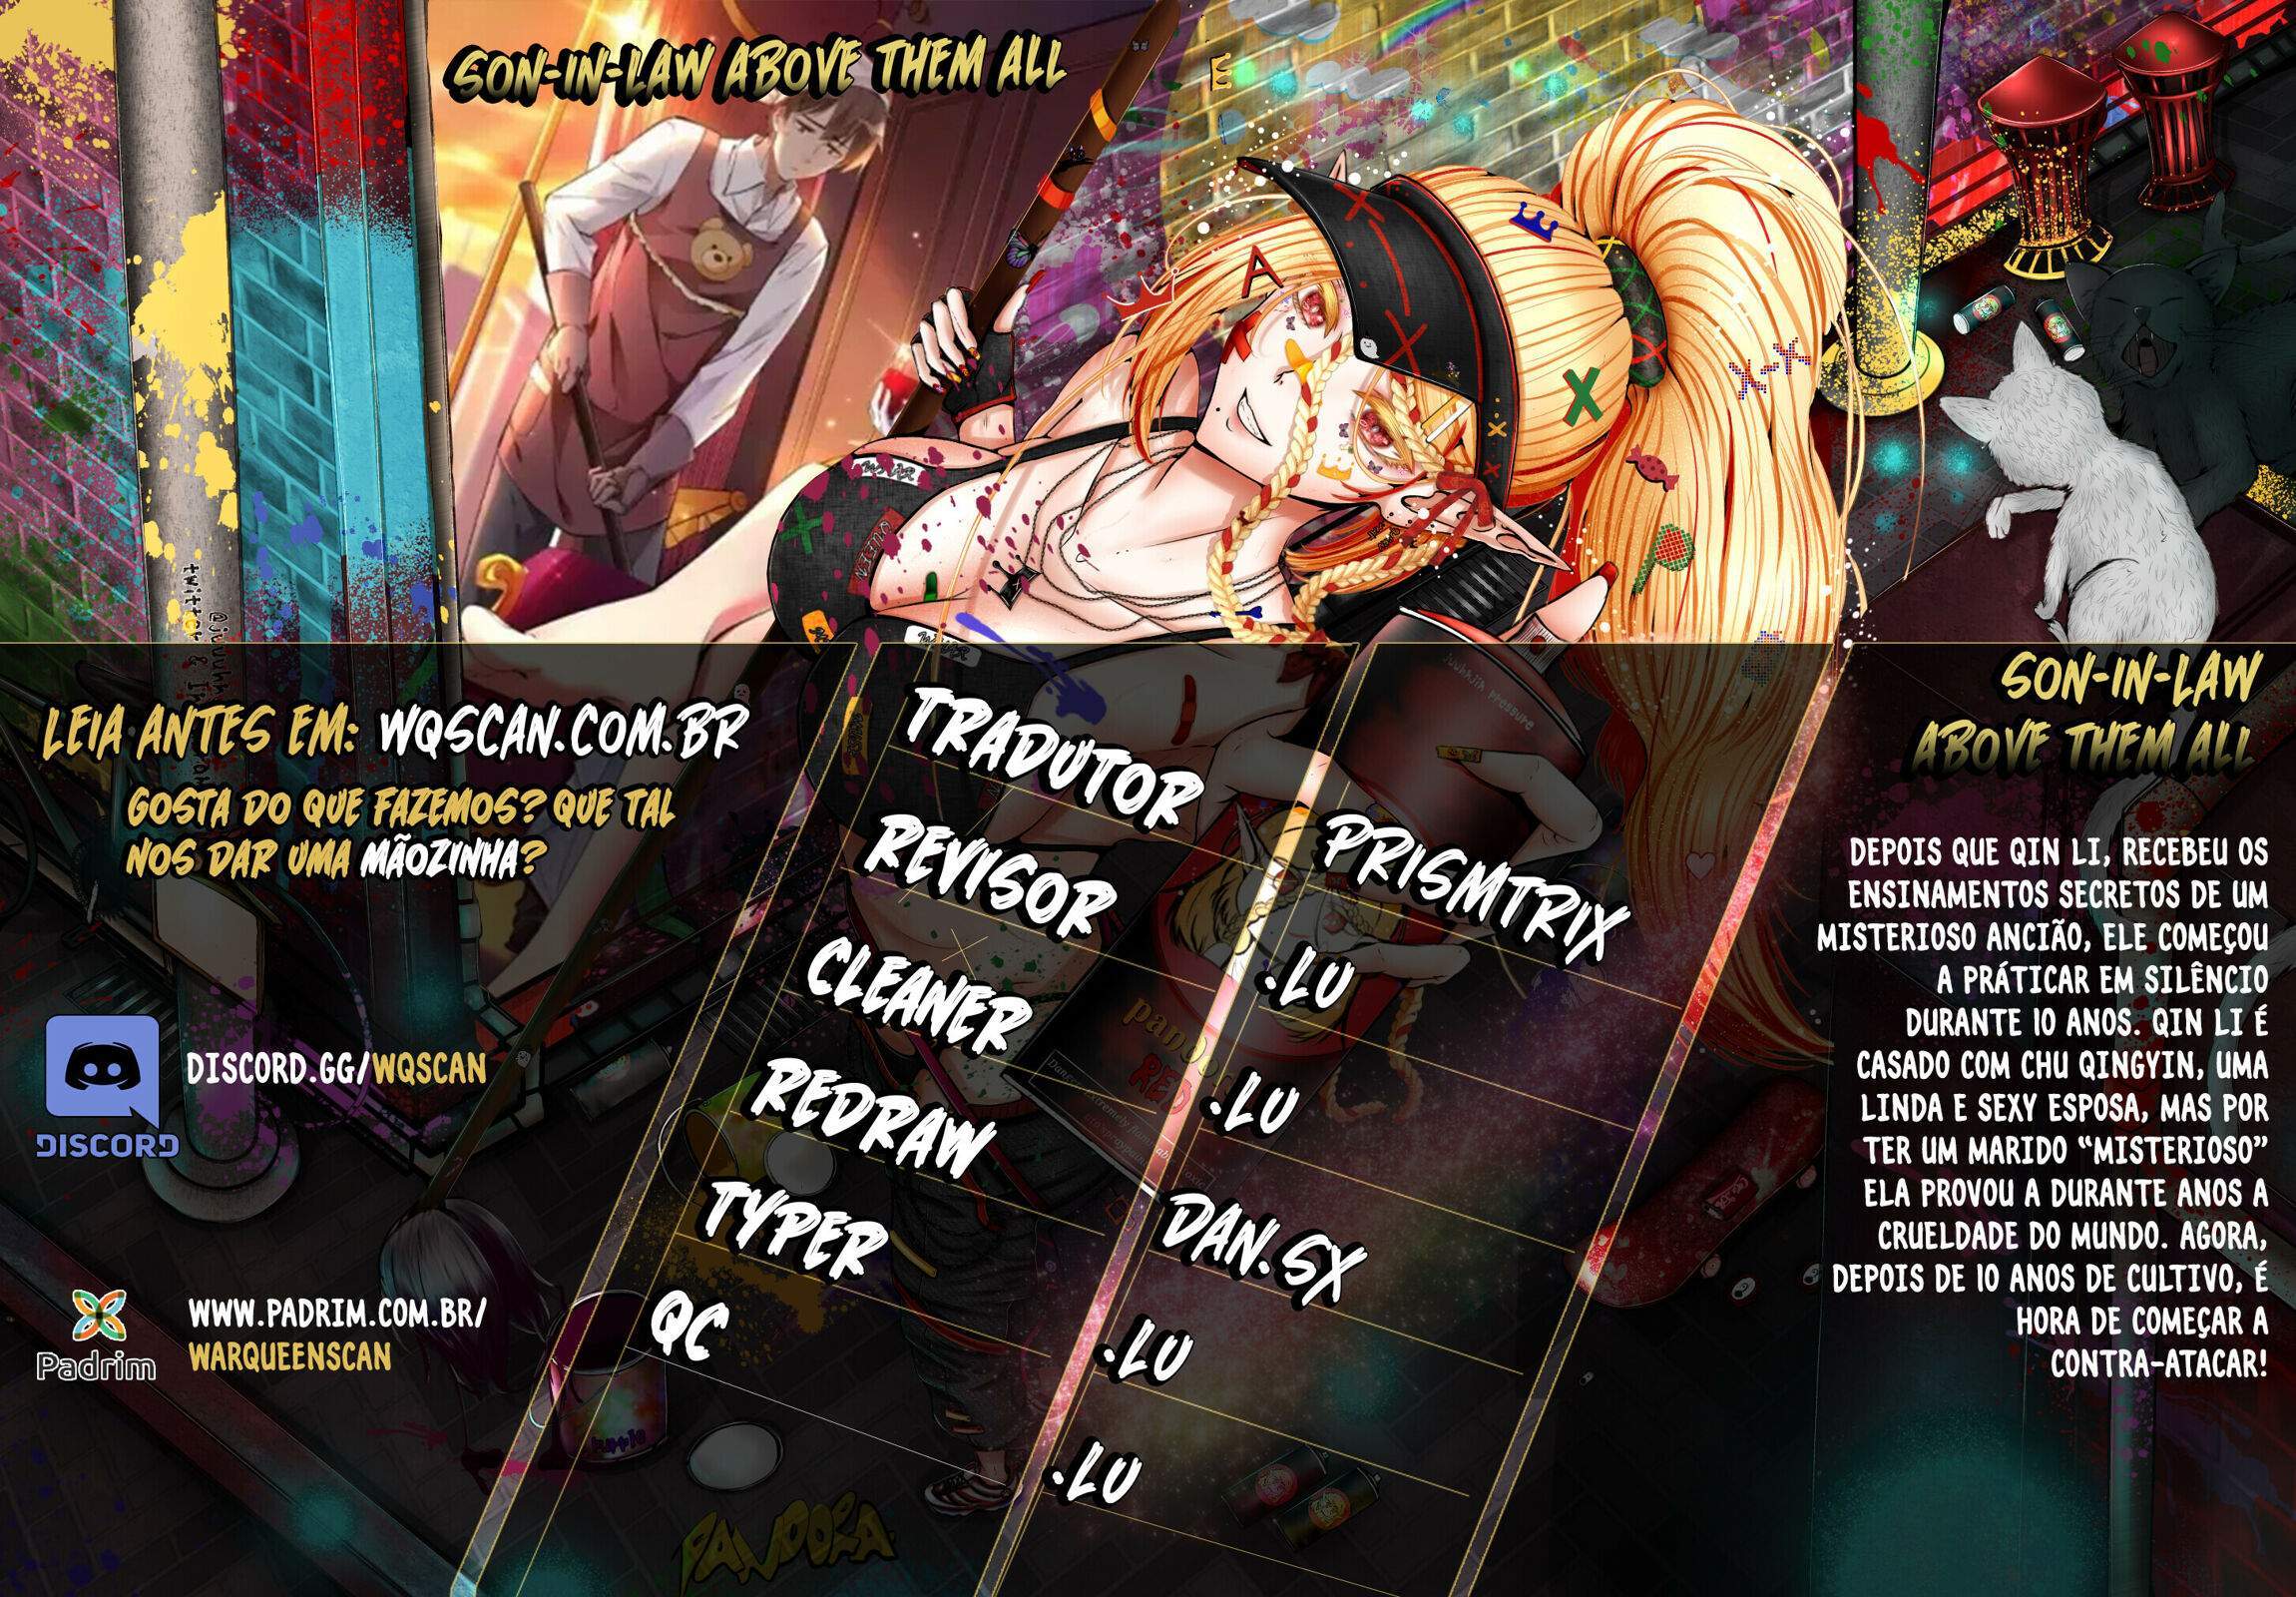 SON-IN-LAW ABOVE THEM ALL
LEIA ANTES EM: WQSCAN.COM.BR
GOSTA DO QUE FAZEMOS? QUE TAL
NOS DAR UMA MÃOZINHA?
DISCORD.GG/WQSCAN
DISCORD
WWW.PADRIM.COM.BR/
WARQUEENSCAN
Padrim
TRADUTOR
PRISMTRIX
REVISOR
.LU
CLEANER
.LU
REDRAW
DAN.SX
TYPER
.LU
QC
.LU
PANDORA
SON-IN-LAW
ABOVE THEM ALL
DEPOIS QUE QIN LI, RECEBEU OS
ENSINAMENTOS SECRETOS DE UM
MISTERIOSO ANCIÃO, ELE COMEÇOU
A PRÁTICAR EM SILÊNCIO
DURANTE 10 ANOS. QIN LI É
CASADO COM CHU QINGYIN, UMA
LINDA E SEXY ESPOSA, MAS POR
TER UM MARIDO “MISTERIOSO”
ELA PROVOU A DURANTE ANOS A
CRUELDADE DO MUNDO. AGORA,
DEPOIS DE 10 ANOS DE CULTIVO, É
HORA DE COMEÇAR A
CONTRA-ATACAR!